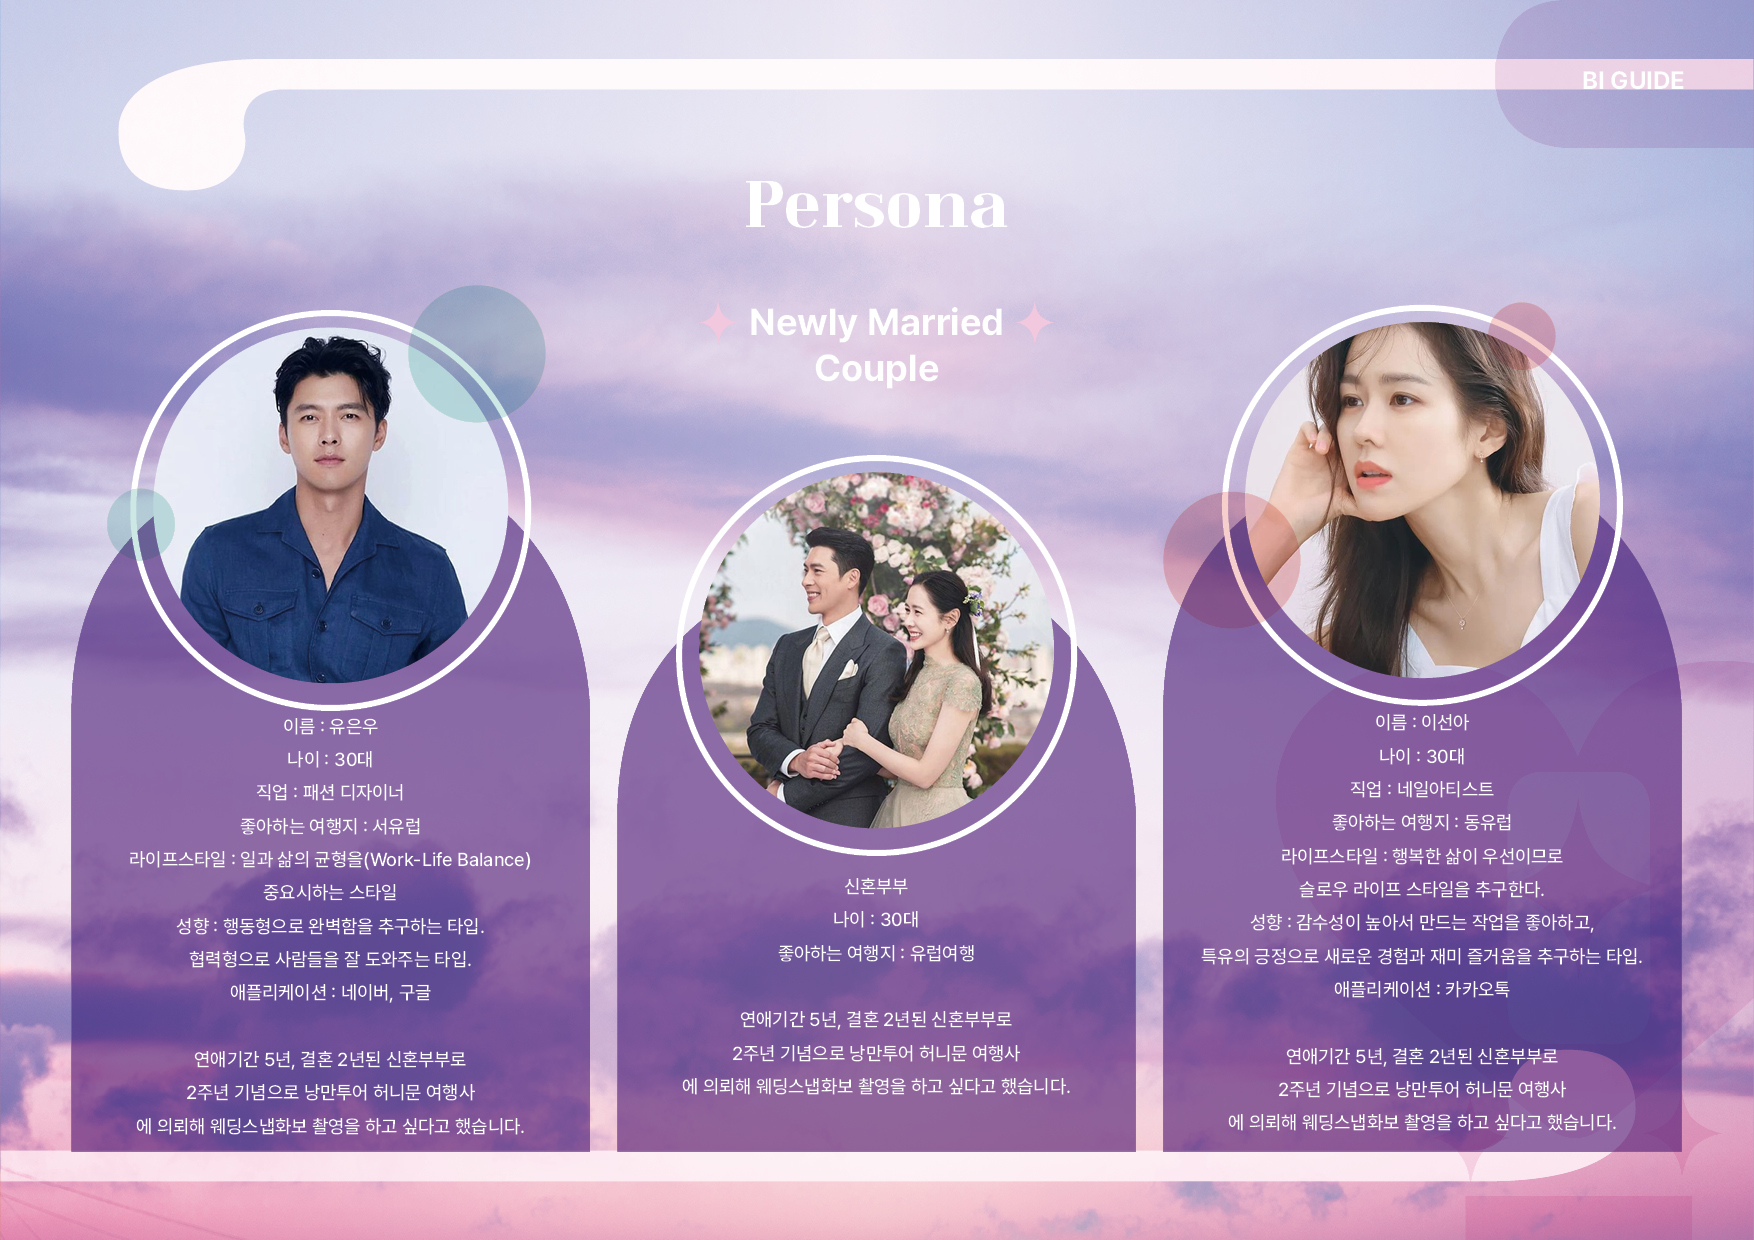 BI GUIDE
Persona
Newly Married
Couple
이름 : 유은우
나이 : 30대
직업 : 패션 디자이너
좋아하는 여행지 : 서유럽
라이프스타일 : 일과 삶의 균형을(Work-Life Balance)
중요시하는 스타일
성향 : 행동형으로 완벽함을 추구하는 타입.
협력형으로 사람들을 잘 도와주는 타입.
애플리케이션 : 네이버, 구글
연애기간 5년, 결혼 2년된 신혼부부로
2주년 기념으로 낭만투어 허니문 여행사
에 의뢰해 웨딩스냅화보 촬영을 하고 싶다고 했습니다.
신혼부부
나이 : 30대
좋아하는 여행지 : 유럽여행
연애기간 5년, 결혼 2년된 신혼부부로
2주년 기념으로 낭만투어 허니문 여행사
에 의뢰해 웨딩스냅화보 촬영을 하고 싶다고 했습니다.
이름 : 이선아
나이 : 30대
직업 : 네일아티스트
좋아하는 여행지 : 동유럽
라이프스타일 : 행복한 삶이 우선이므로
슬로우 라이프 스타일을 추구한다.
성향 : 감수성이 높아서 만드는 작업을 좋아하고,
특유의 긍정으로 새로운 경험과 재미 즐거움을 추구하는 타입.
애플리케이션 : 카카오톡
연애기간 5년, 결혼 2년된 신혼부부로
2주년 기념으로 낭만투어 허니문 여행사
에 의뢰해 웨딩스냅화보 촬영을 하고 싶다고 했습니다.